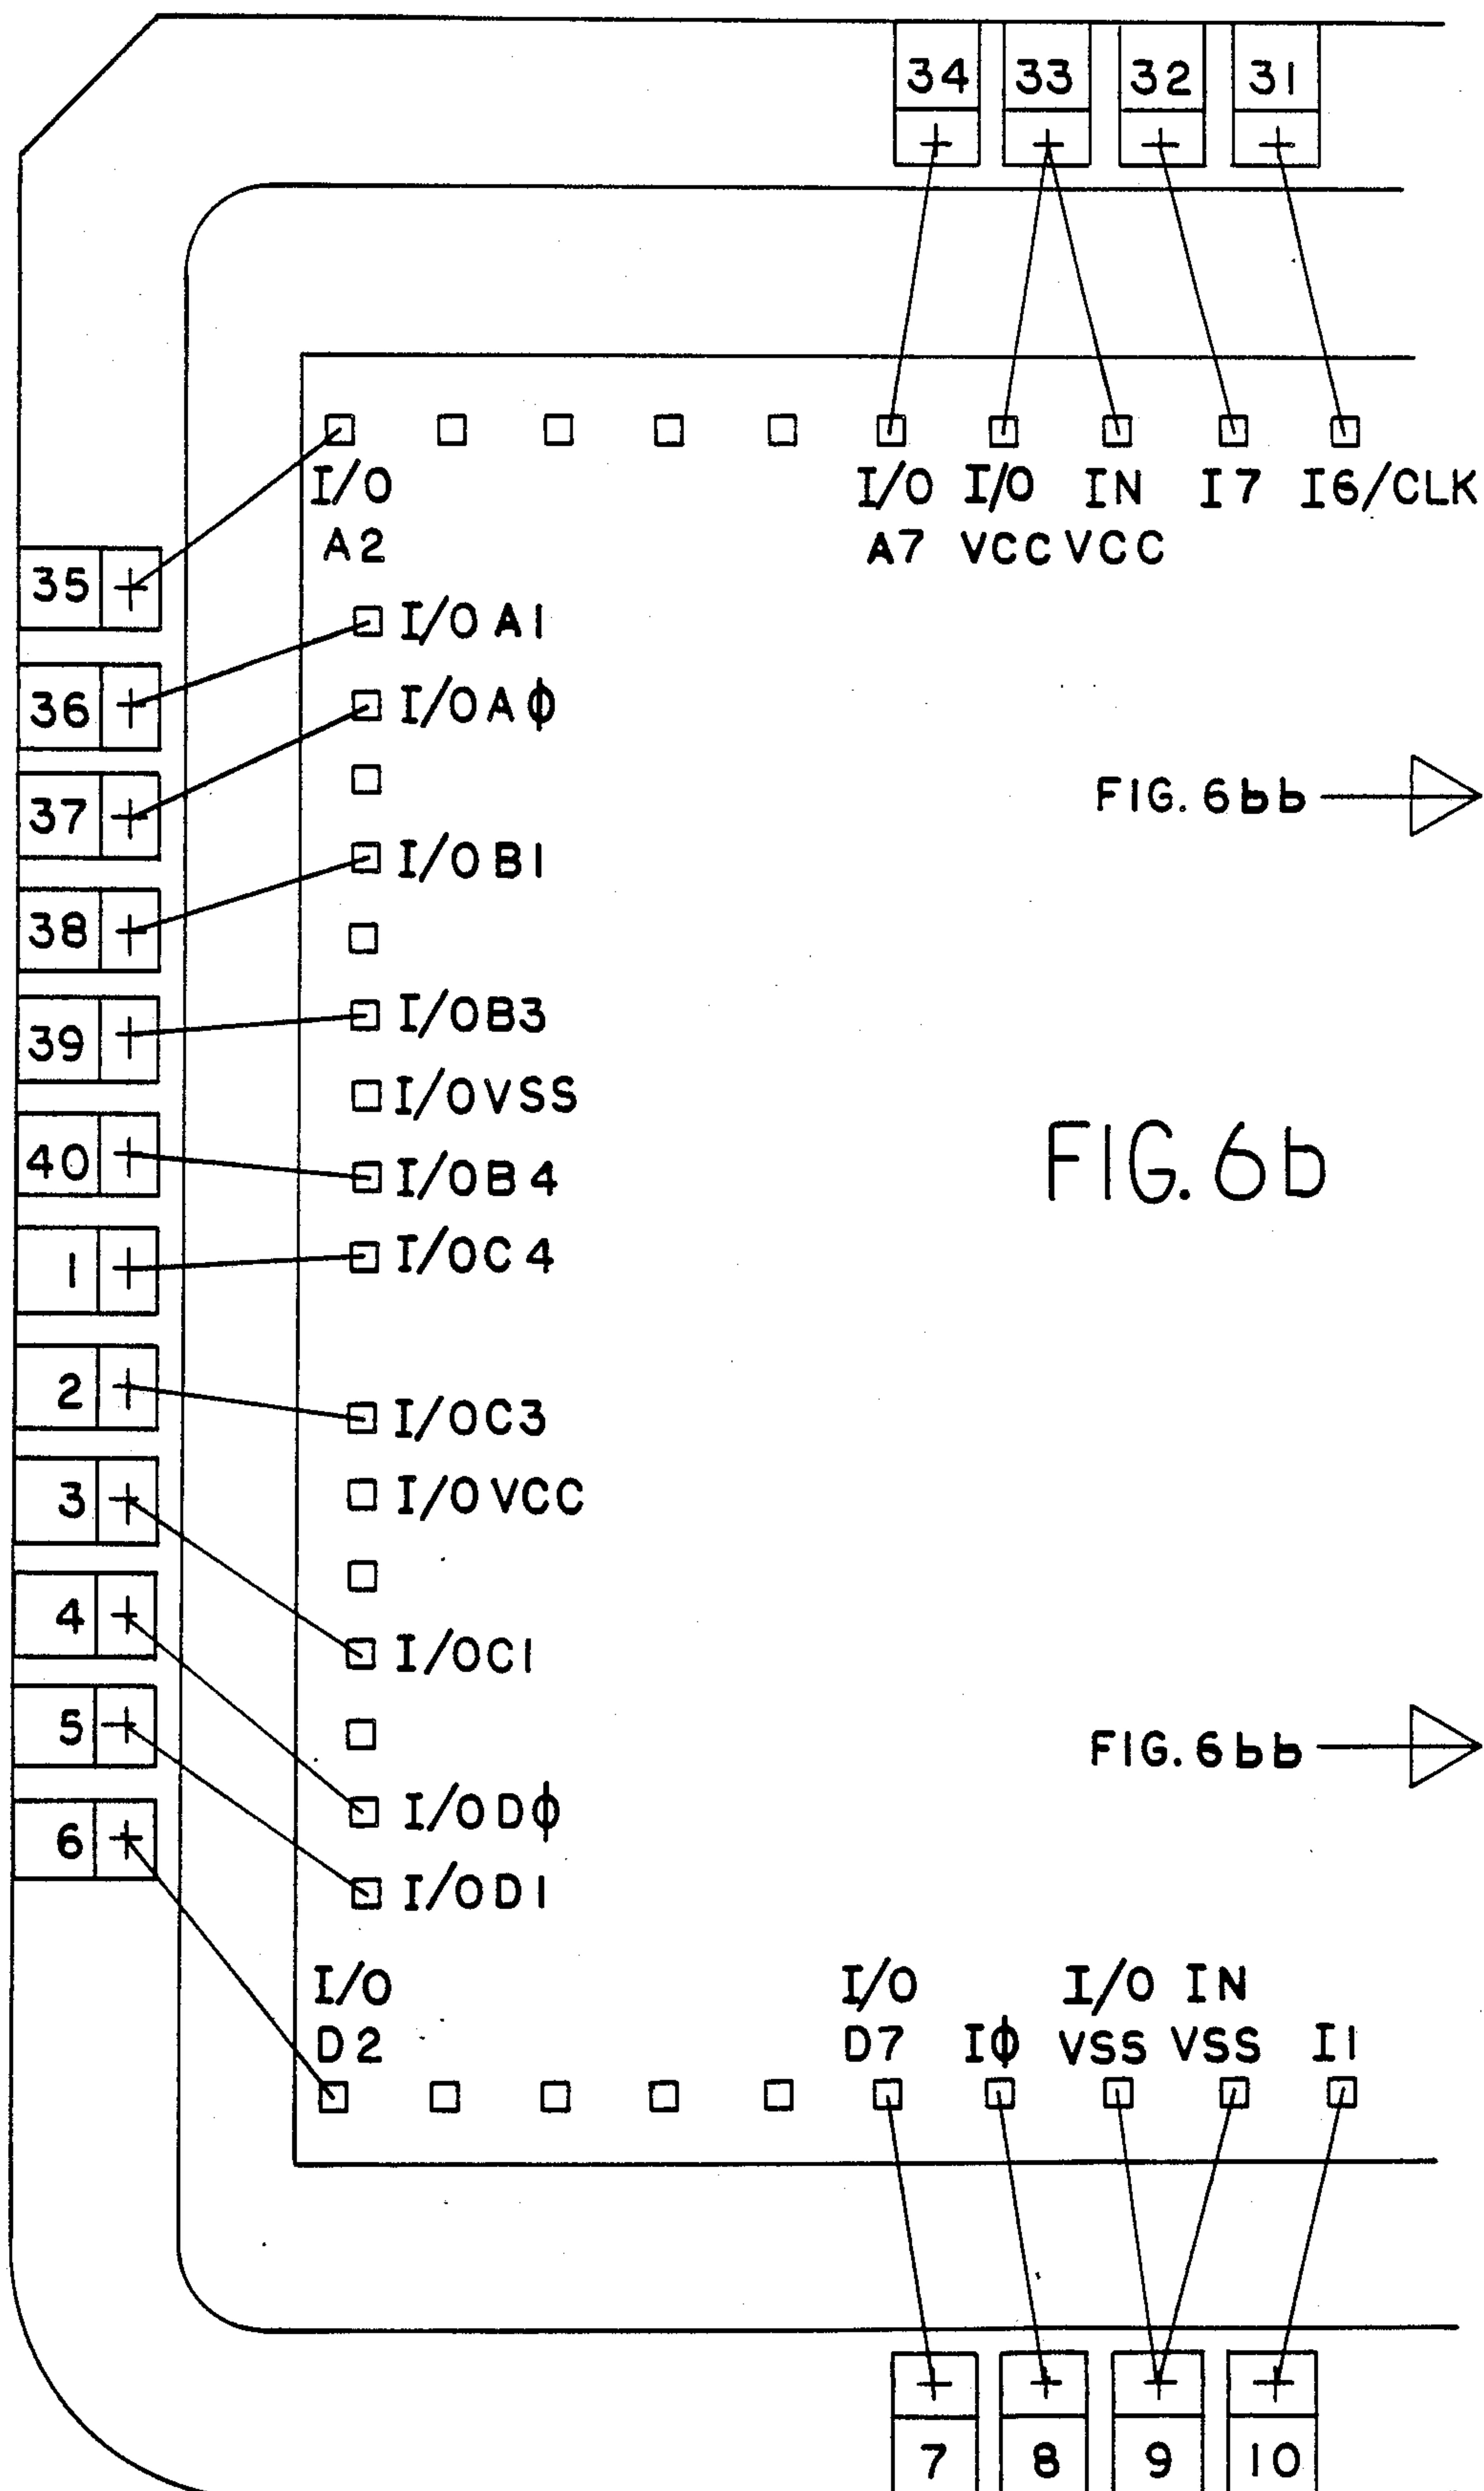 34 33 32 31
I/O I/O IN I7 I6/CLK
A7 VCC VCC
I/O
A2
35
I/O A1
36
I/O Aϕ
37
FIG. 6bb
I/O B1
38
I/O B3
39
I/O VSS
40
I/O B4
FIG. 6b
1
I/O C4
2
I/O C3
3
I/O VCC
4
I/O C1
5
FIG. 6bb
I/O Dϕ
6
I/O D1
I/O
D2
I/O I/O IN
D7 Iϕ VSS VSS I1
7 8 9 10